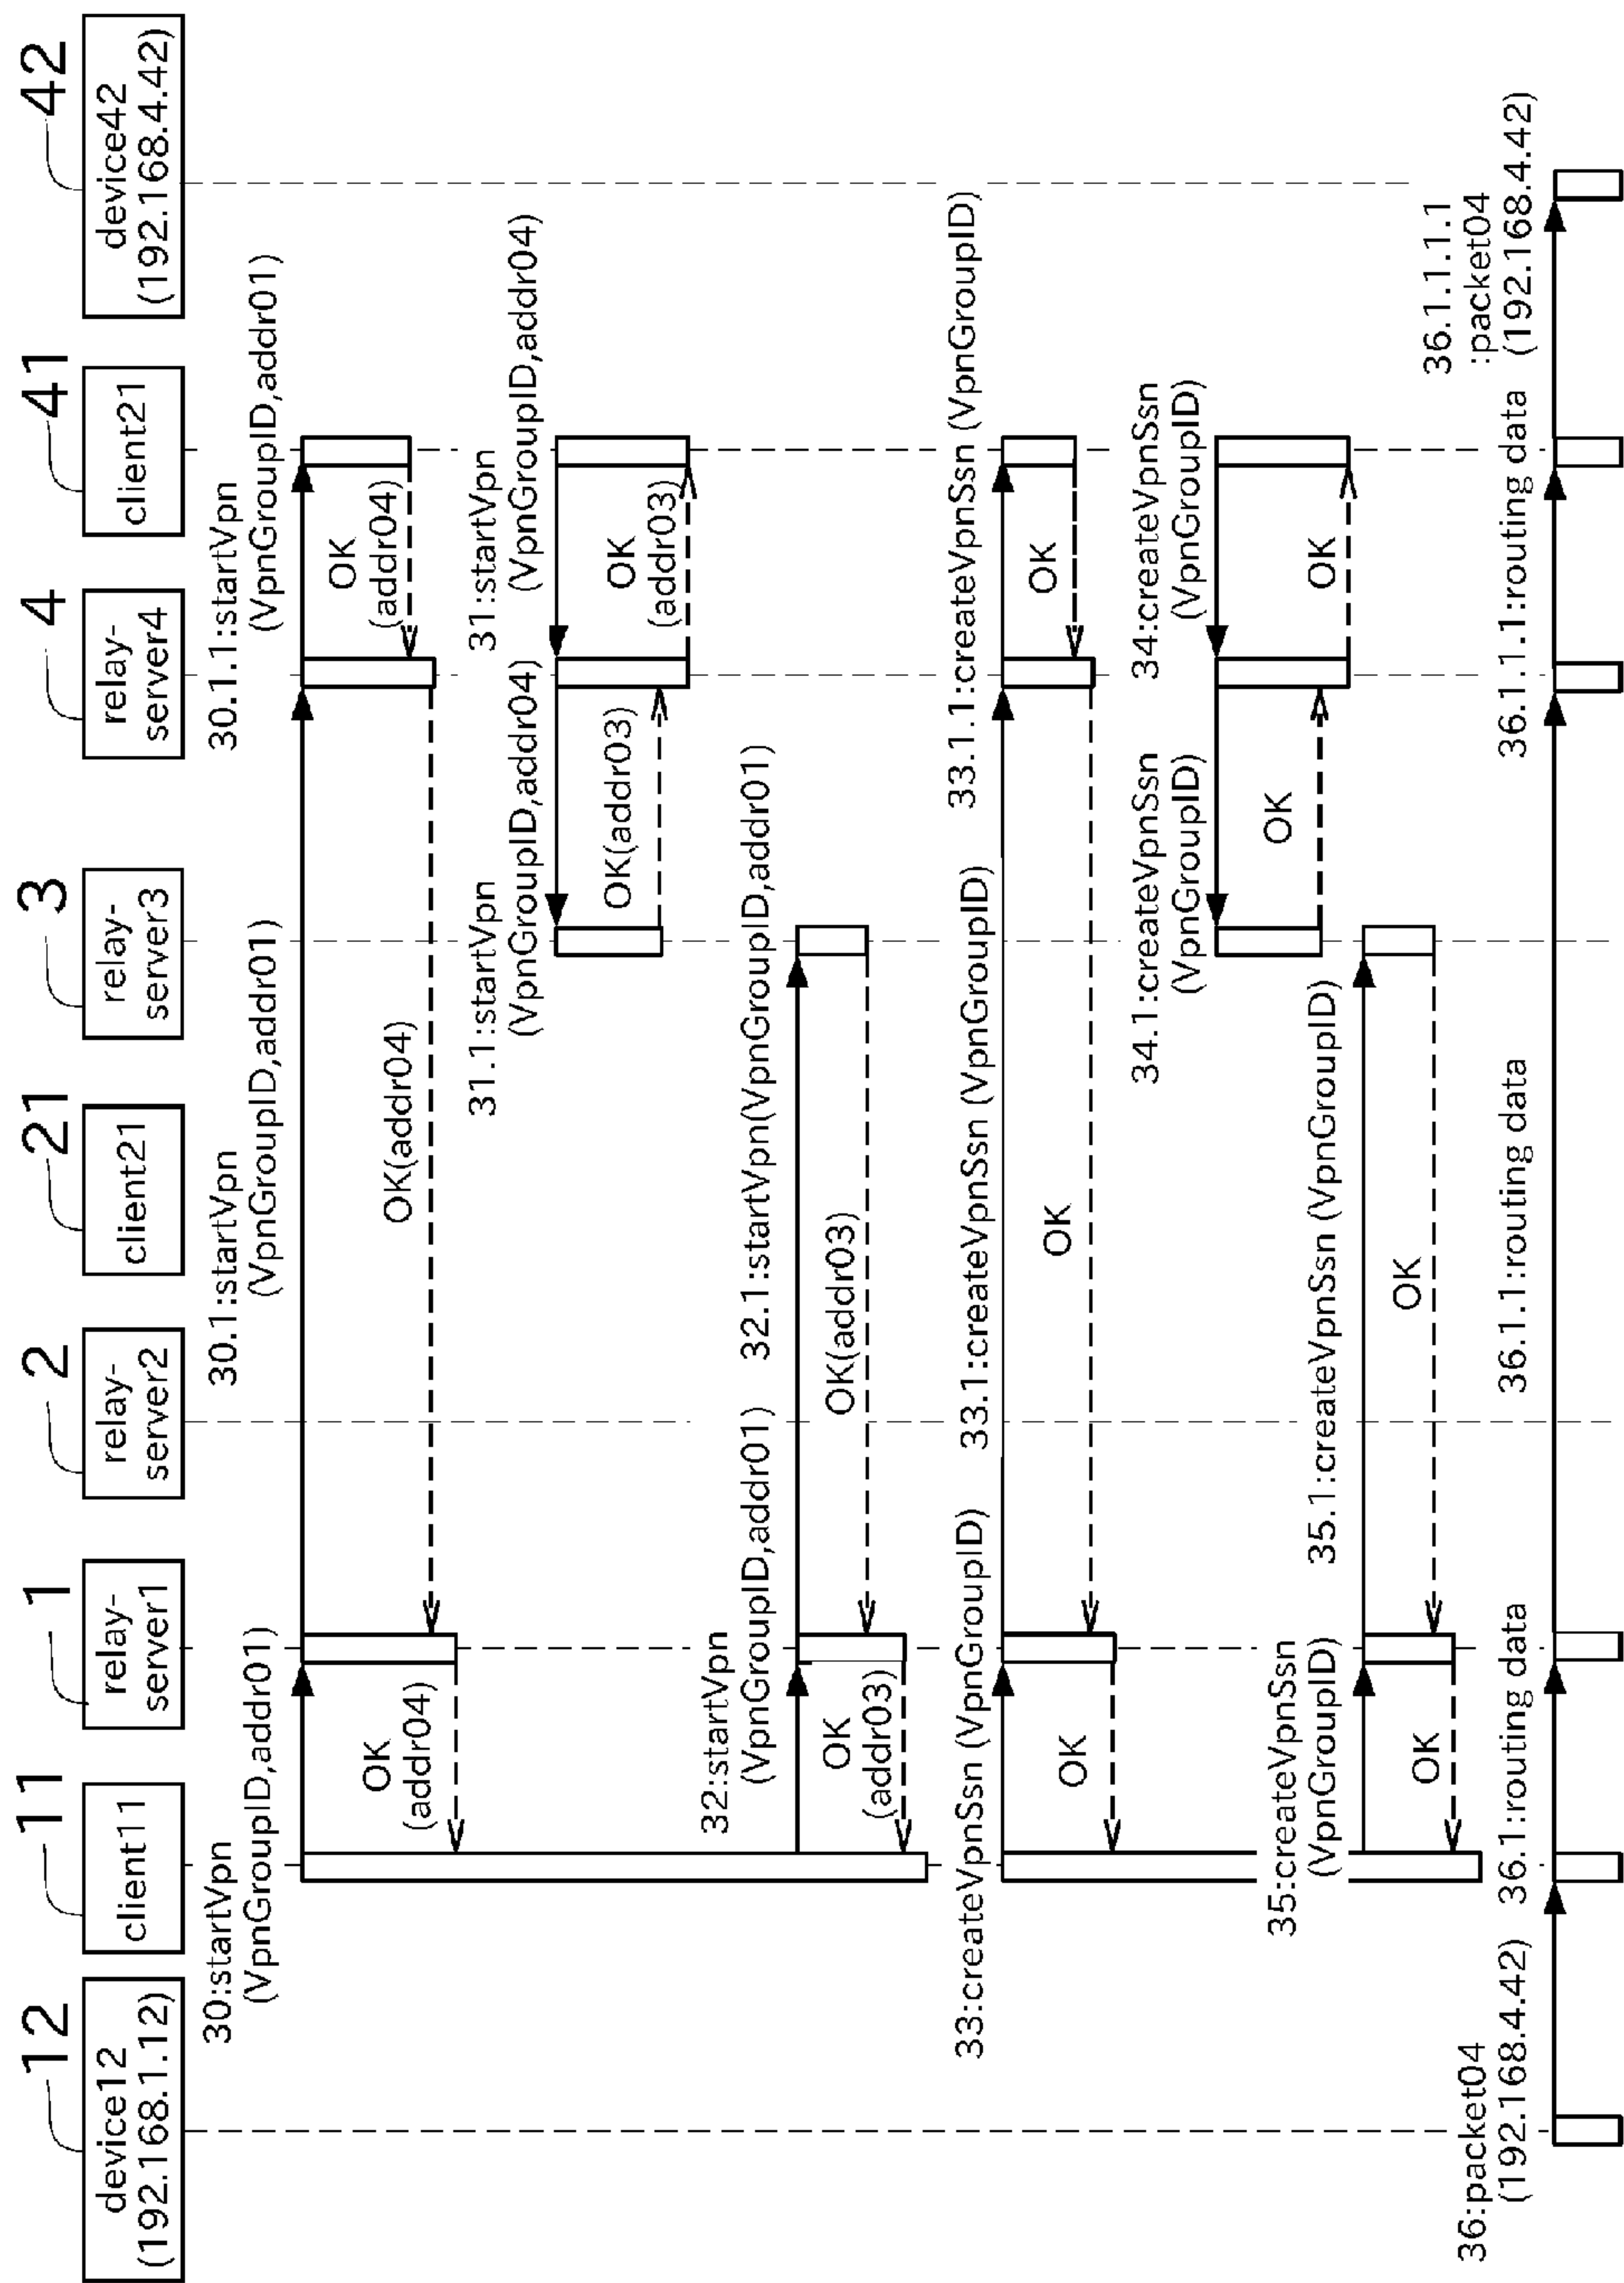 12
11
1
2
21
3
4
41
42
device12
(192.168.1.12)
client11
relay-
server1
relay-
server2
client21
relay-
server3
relay-
server4
client21
device42
(192.168.4.42)
30:startVpn
(VpnGroupID,addr01)
30.1:startVpn
(VpnGroupID,addr01)
30.1.1:startVpn
(VpnGroupID,addr01)
OK
(addr04)
OK(addr04)
OK
(addr04)
31.1:startVpn
(VpnGroupID,addr04)
31:startVpn
(VpnGroupID,addr04)
OK(addr03)
OK
(addr03)
32:startVpn
(VpnGroupID,addr01)
32.1:startVpn(VpnGroupID,addr01)
OK
(addr03)
OK(addr03)
33:createVpnSsn (VpnGroupID)
33.1:createVpnSsn (VpnGroupID)
33.1.1:createVpnSsn (VpnGroupID)
OK
OK
OK
34.1:createVpnSsn
(VpnGroupID)
34:createVpnSsn
(VpnGroupID)
OK
OK
35:createVpnSsn
(VpnGroupID)
35.1:createVpnSsn (VpnGroupID)
OK
OK
36:packet04
(192.168.4.42)
36.1:routing data
36.1.1:routing data
36.1.1.1:routing data
36.1.1.1.1
:packet04
(192.168.4.42)